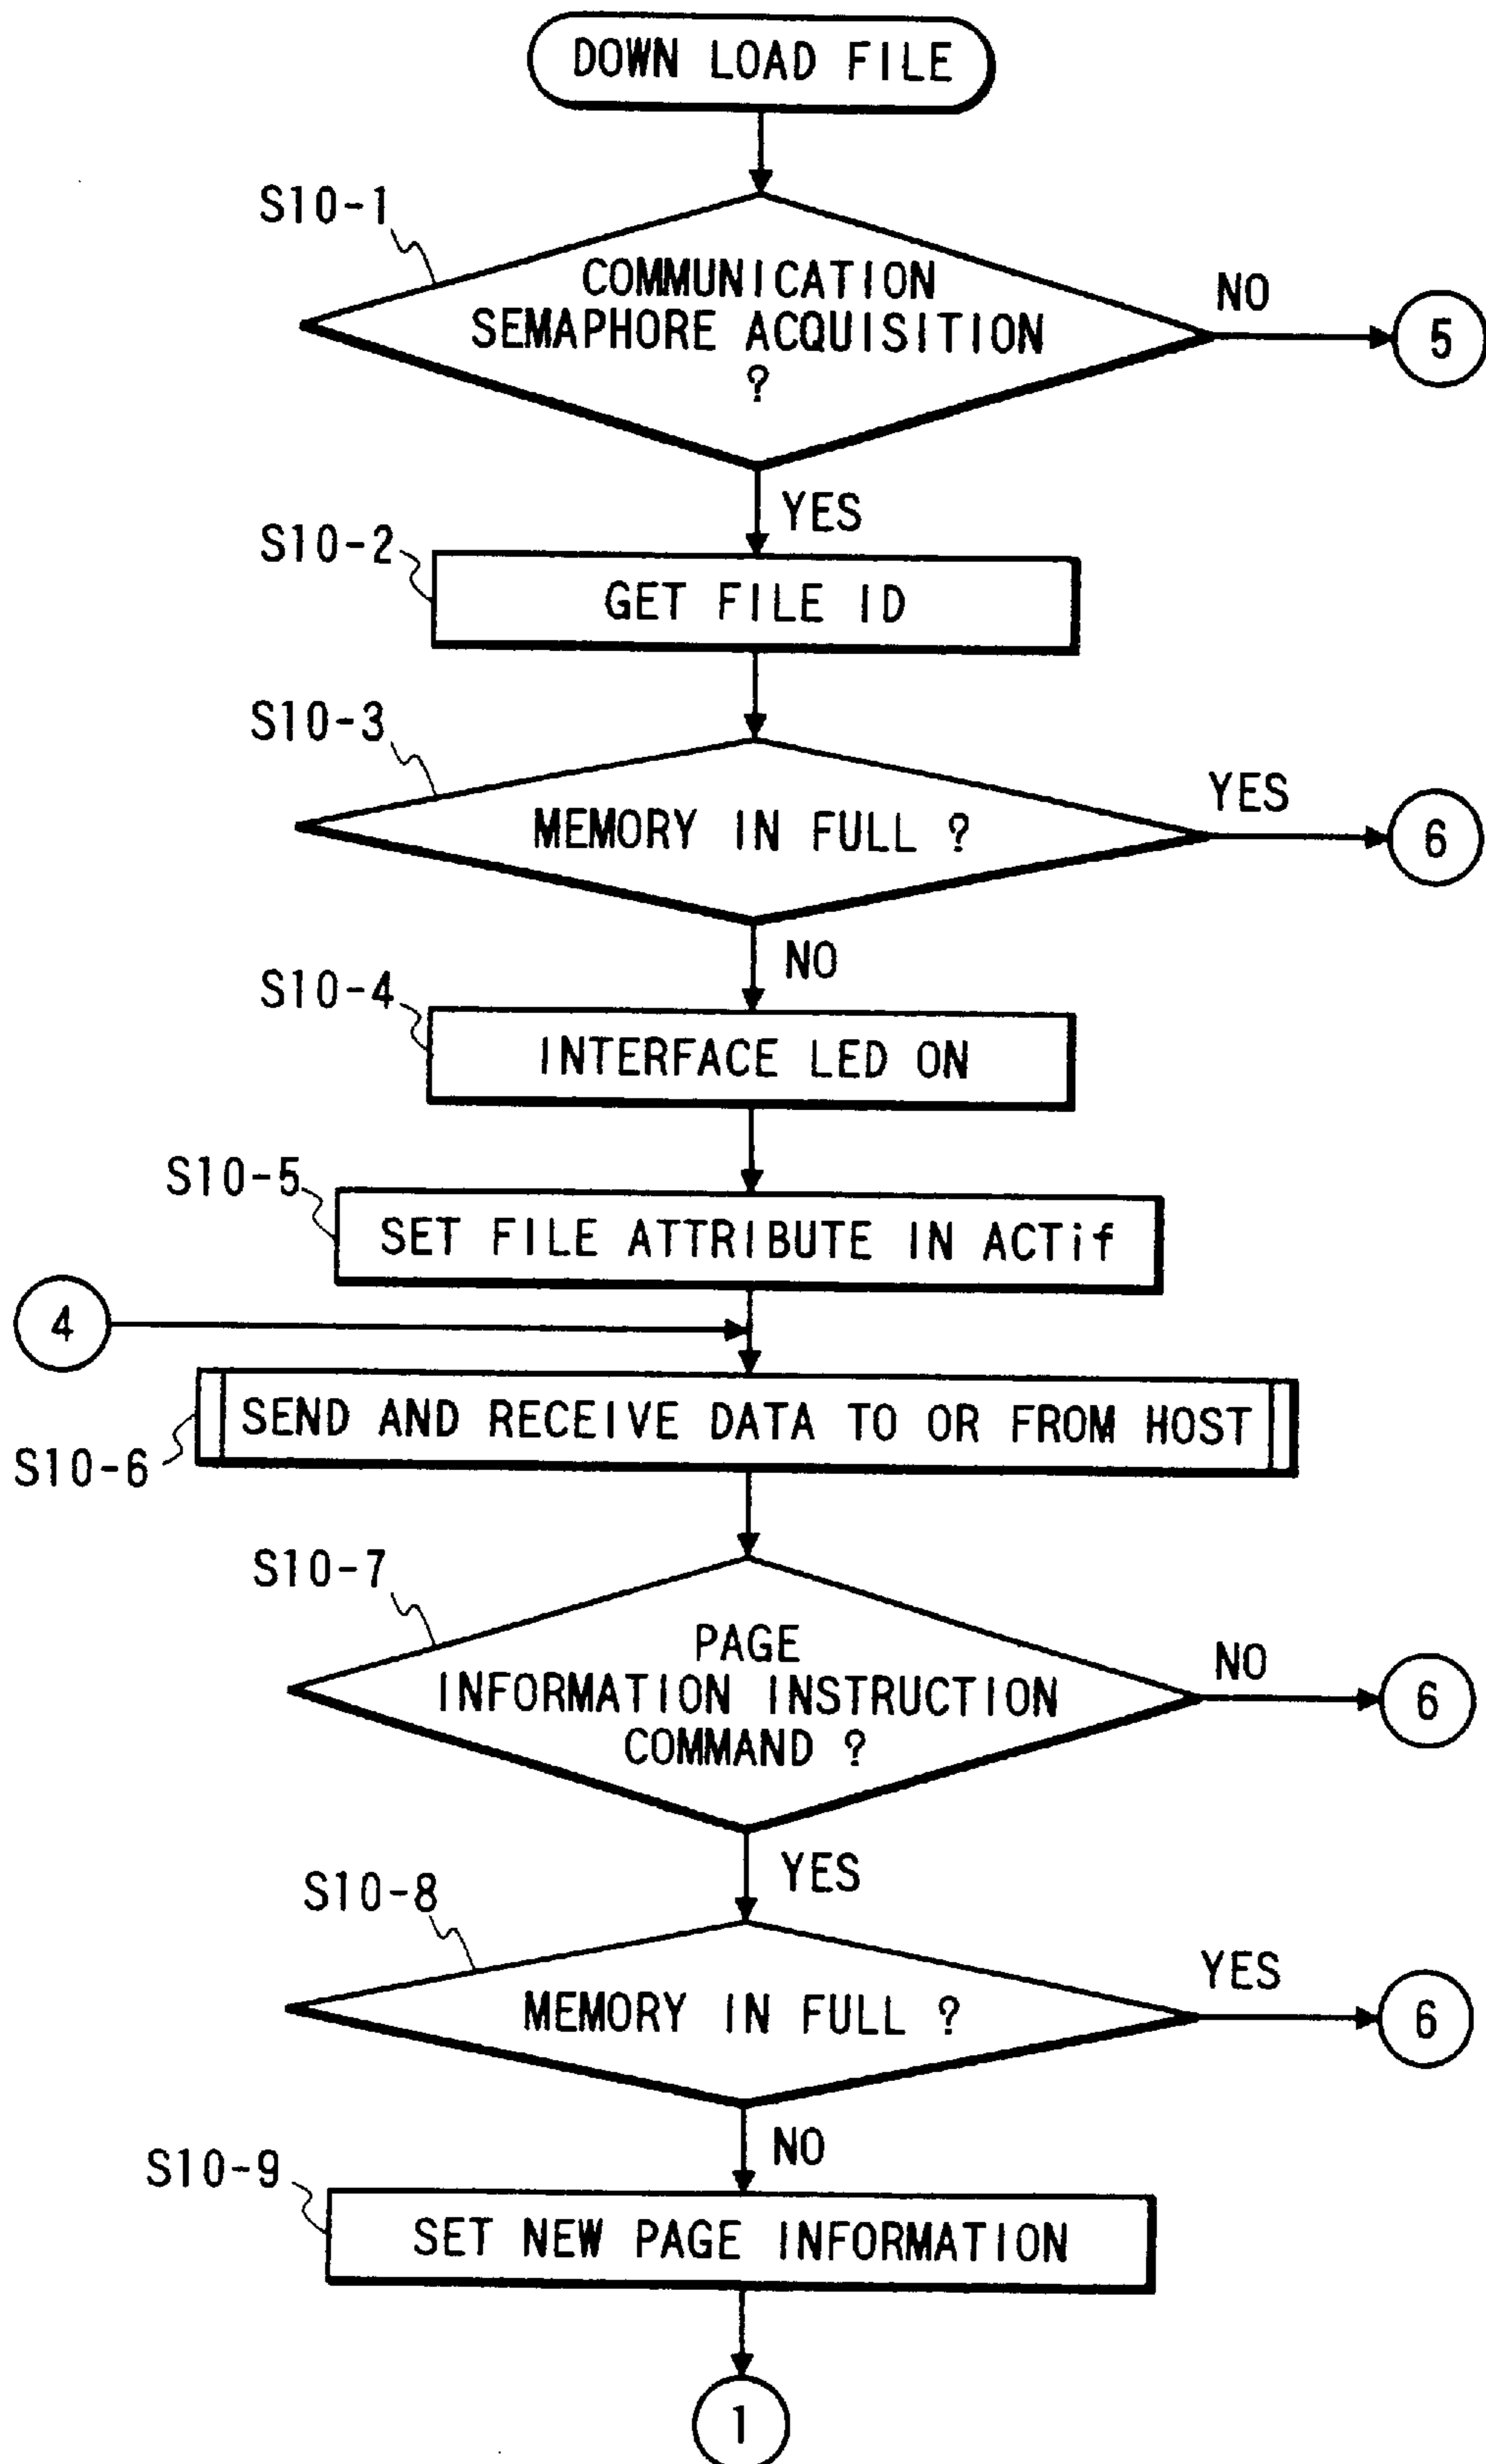 DOWN LOAD FILE
S10-1
COMMUNICATION
SEMAPHORE ACQUISITION
?
NO
5
YES
S10-2
GET FILE ID
S10-3
MEMORY IN FULL ?
YES
6
NO
S10-4
INTERFACE LED ON
S10-5
SET FILE ATTRIBUTE IN ACTif
4
SEND AND RECEIVE DATA TO OR FROM HOST
S10-6
S10-7
PAGE
INFORMATION INSTRUCTION
COMMAND ?
NO
6
YES
S10-8
MEMORY IN FULL ?
YES
6
NO
S10-9
SET NEW PAGE INFORMATION
1